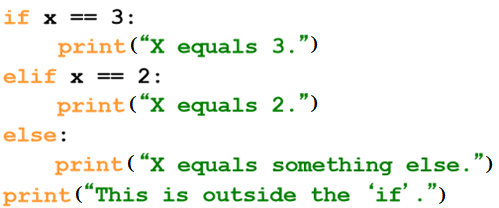 if x == 3:
    print(“X equals 3.”)
elif x == 2:
    print(“X equals 2.”)
else:
    print(“X equals something else.”)
print(“This is outside the ‘if’.”)